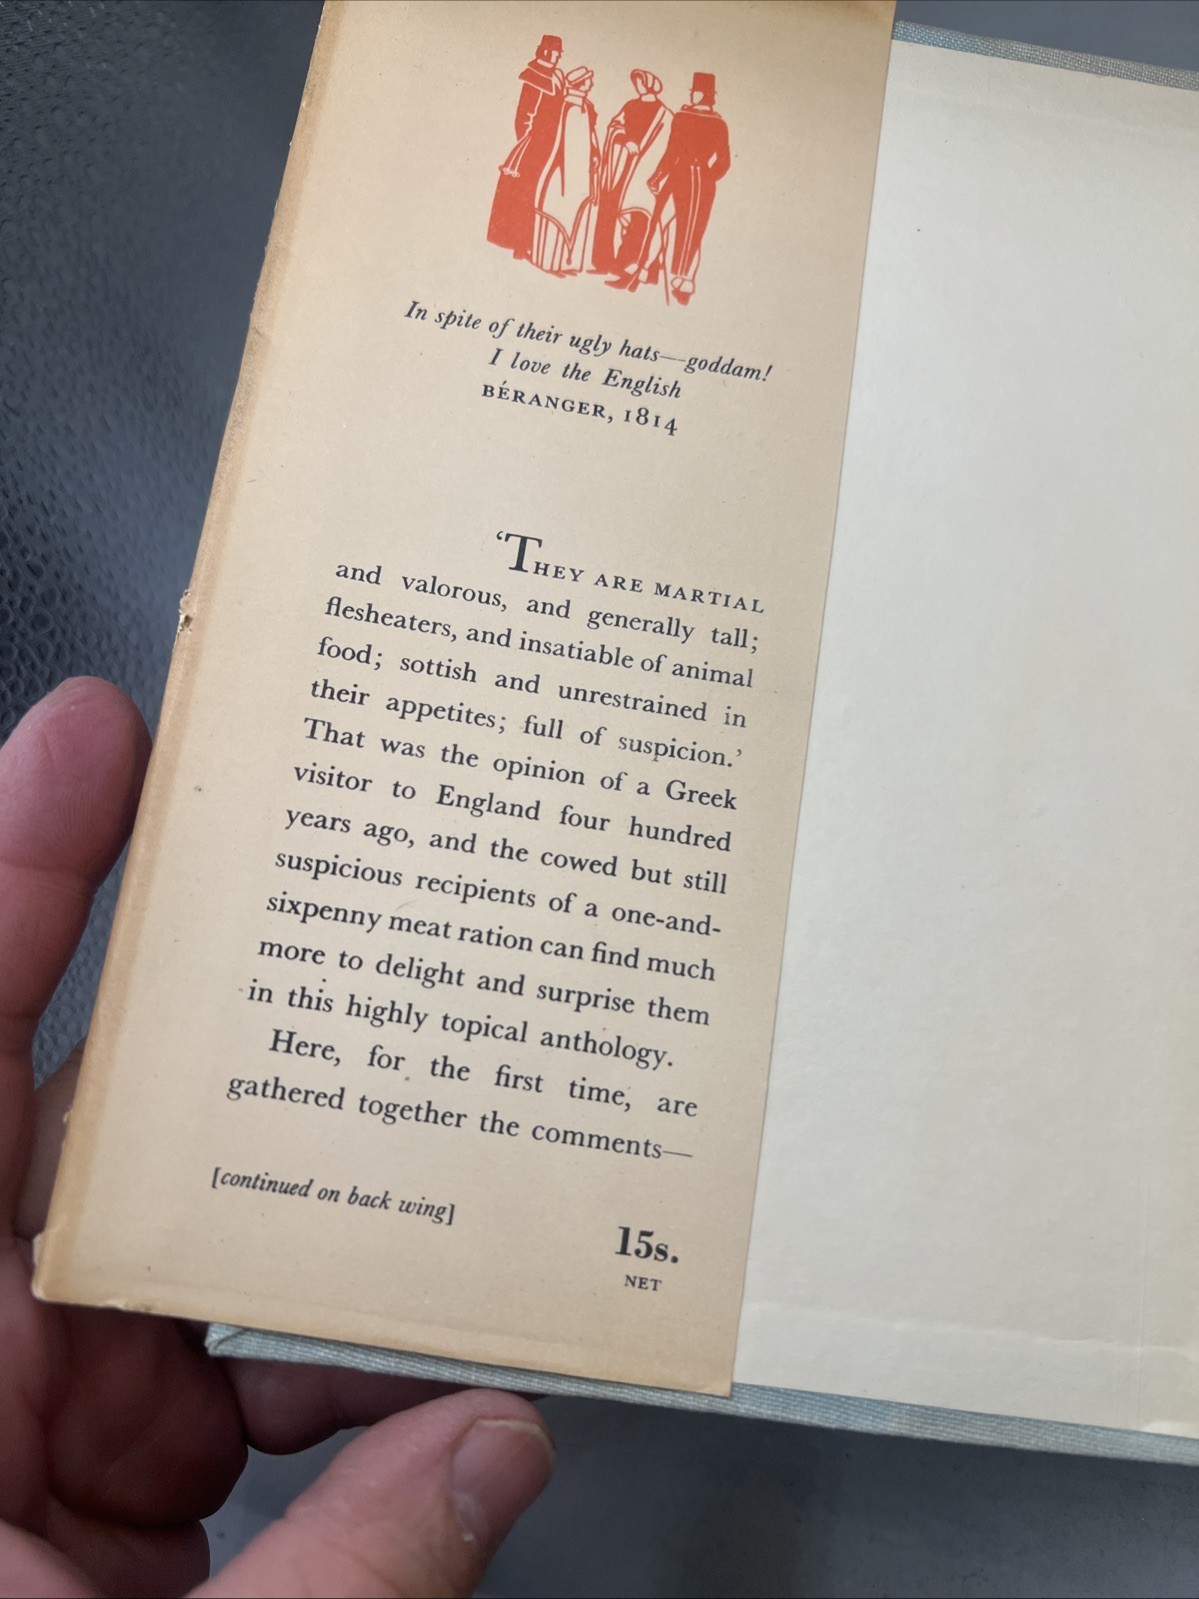 In spite of their ugly hats—goddam!
I love the English
BÉRANGER, 1814
‘THEY ARE MARTIAL
and valorous, and generally tall;
flesheaters, and insatiable of animal
food; sottish and unrestrained in
their appetites; full of suspicion.’
That was the opinion of a Greek
visitor to England four hundred
years ago, and the cowed but still
suspicious recipients of a one-and-
sixpenny meat ration can find much
more to delight and surprise them
in this highly topical anthology.
Here, for the first time, are
gathered together the comments—
[continued on back wing]
15s.
NET